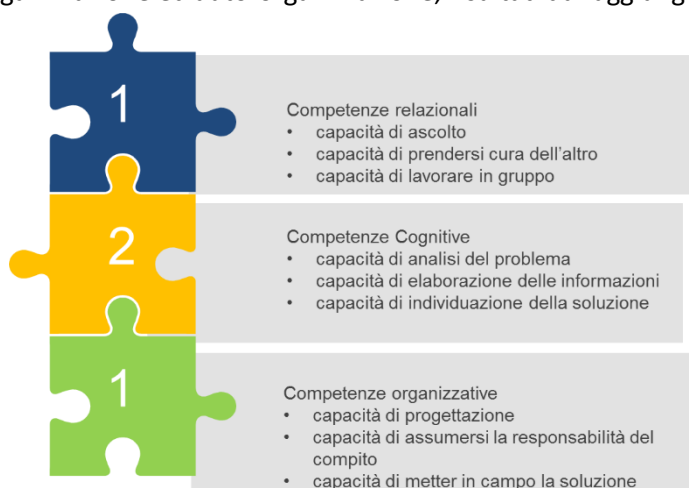 1
Competenze relazionali
• capacità di ascolto
• capacità di prendersi cura dell'altro
• capacità di lavorare in gruppo
2
Competenze Cognitive
• capacità di analisi del problema
• capacità di elaborazione delle informazioni
• capacità di individuazione della soluzione
1
Competenze organizzative
• capacità di progettazione
• capacità di assumersi la responsabilità del
compito
• capacità di metter in campo la soluzione